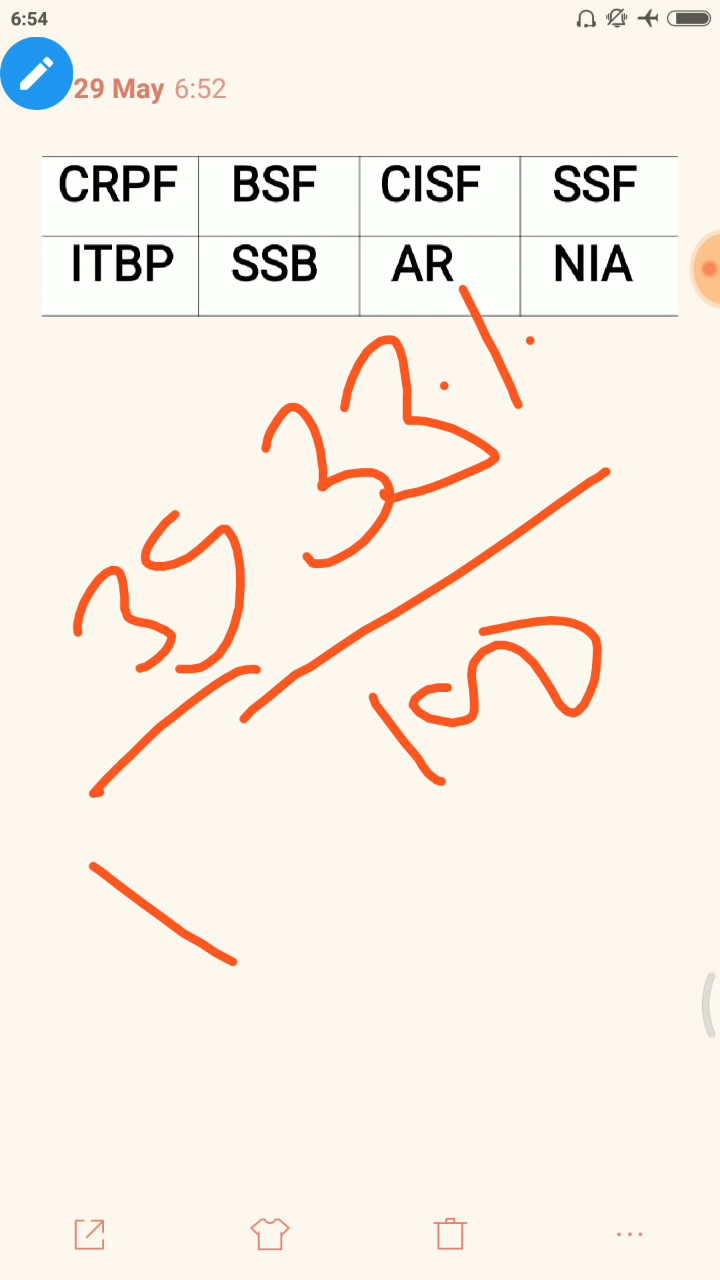 6:54
29 May 6:52
CRPF BSF CISF SSF
ITBP SSB AR NIA
33%
35
100
1